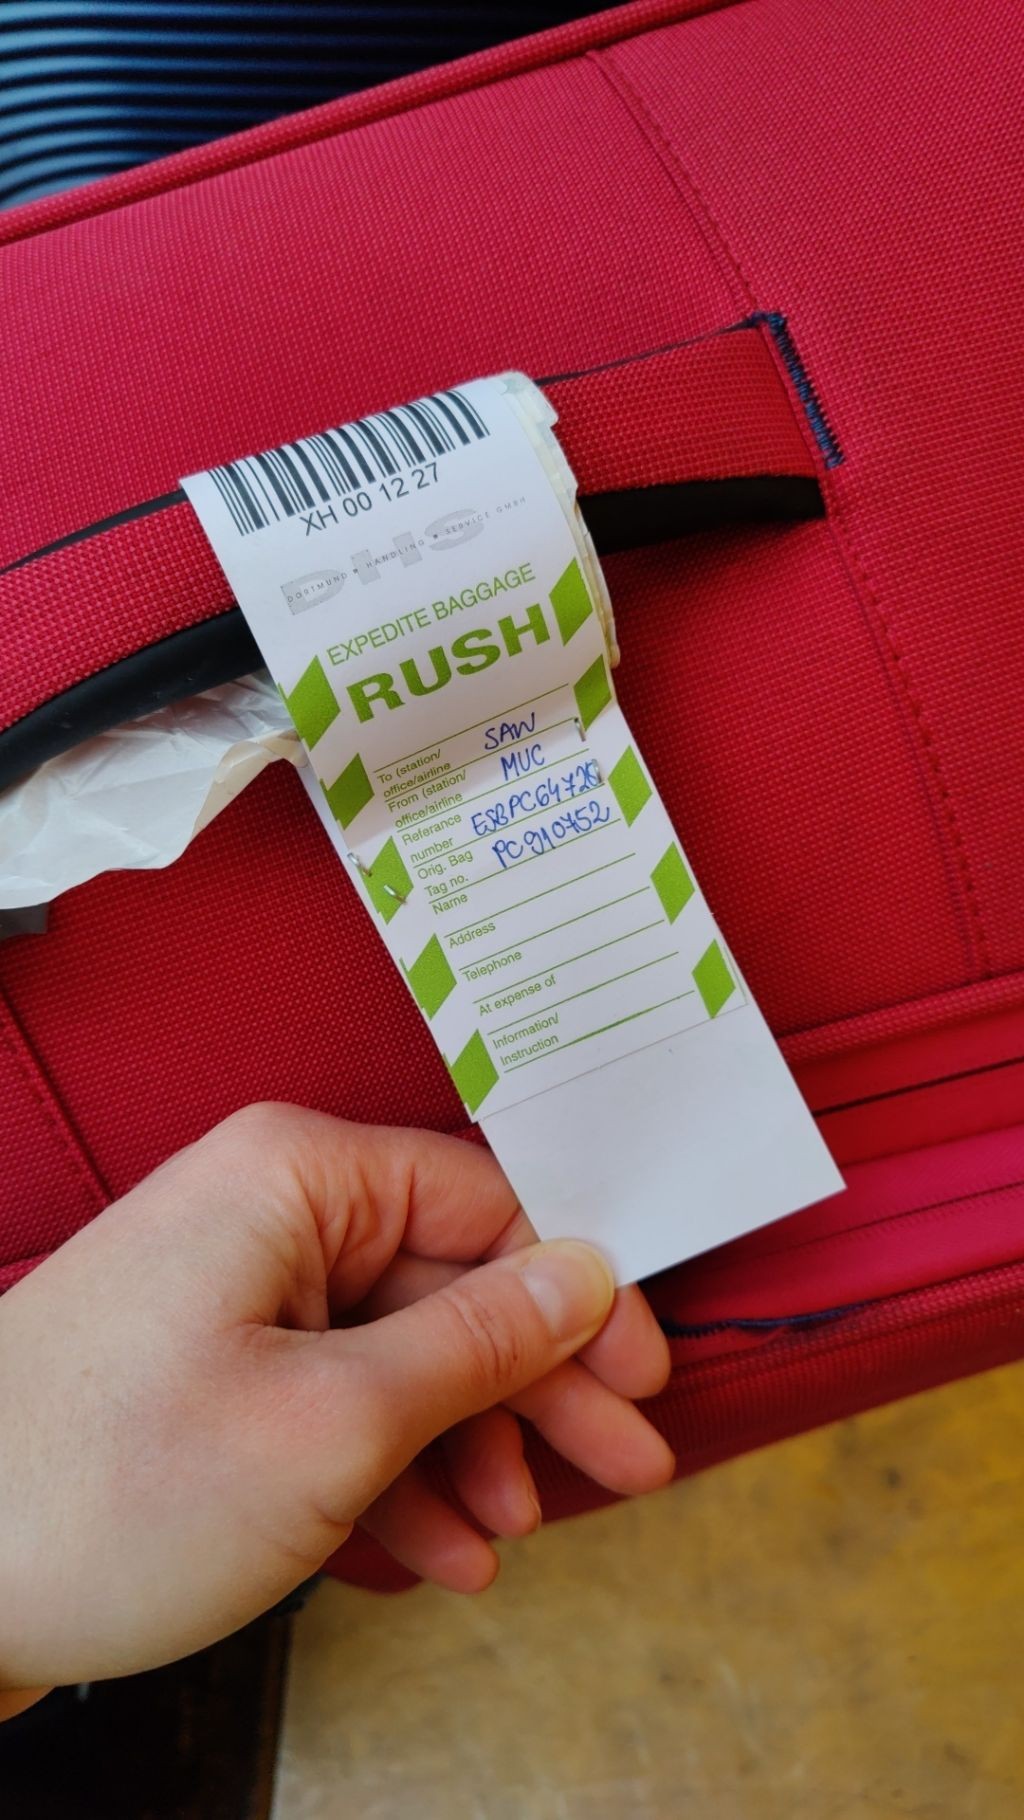 XH 00 12 27
DHS
DORTMUND HANDLING SERVICE GMBH
EXPEDITE BAGGAGE
RUSH
To (station/
office/airline
SAW
From (station/
office/airline
MUC
Referance
number
Orig. Bag
Tag no.
PC910752
Name
Address
Telephone
At expense of
Information/
Instruction